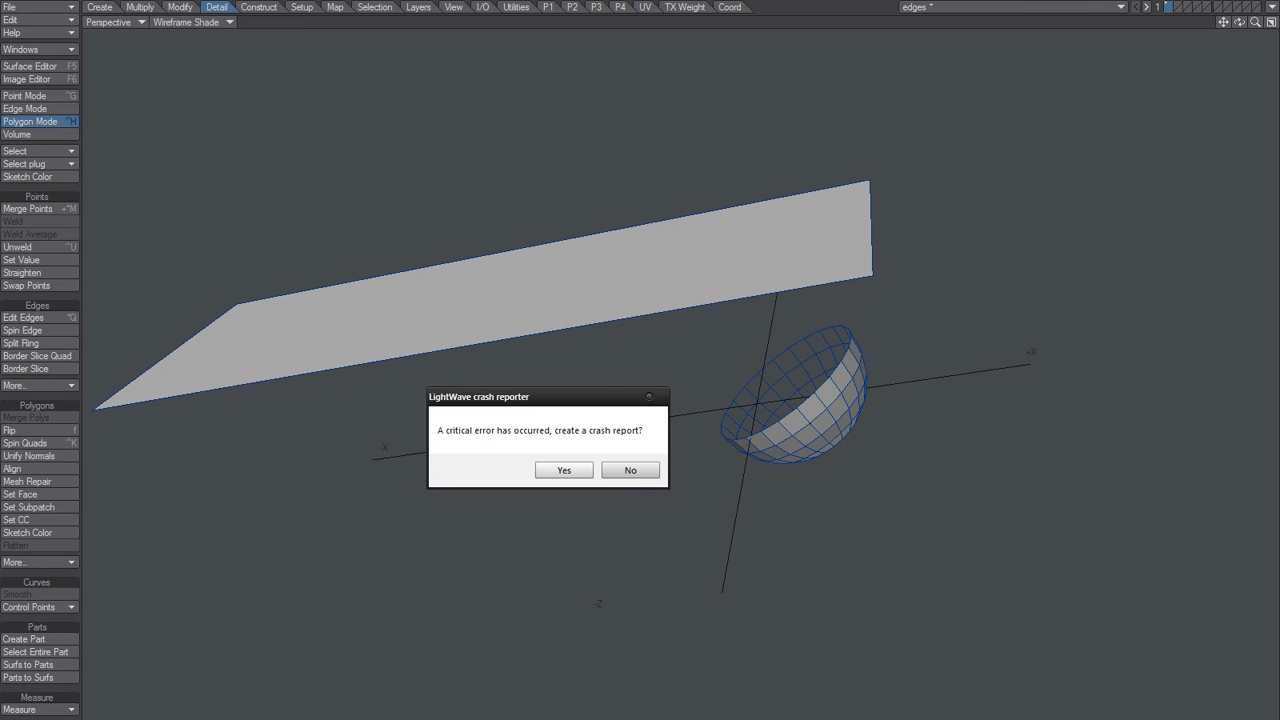 File Create Multiply Modify Detail Construct Setup Map Selection Layers View I/O Utilities P1 P2 P3 P4 UV TX Weight Coord edges * 1
Edit Perspective Wireframe Shade
Help
Windows
Surface Editor F5
Image Editor F6
Point Mode ^G
Edge Mode
Polygon Mode ^H
Volume
Select
Select plug
Sketch Color
Points
Merge Points +^M
Weld
Weld Average
Unweld ^U
Set Value
Straighten
Swap Points
Edges
Edit Edges ^Q
Spin Edge
Split Ring
Border Slice Quad
Border Slice
More...
Polygons
Merge Polys
Flip f
Spin Quads ^K
Unify Normals
Align
Mesh Repair
Set Face
Set Subpatch
Set CC
Sketch Color
Flatten
More...
Curves
Smooth
Control Points
Parts
Create Part
Select Entire Part
Surfs to Parts
Parts to Surfs
Measure
Measure
+X
-X
-Z
LightWave crash reporter
A critical error has occurred, create a crash report?
Yes No